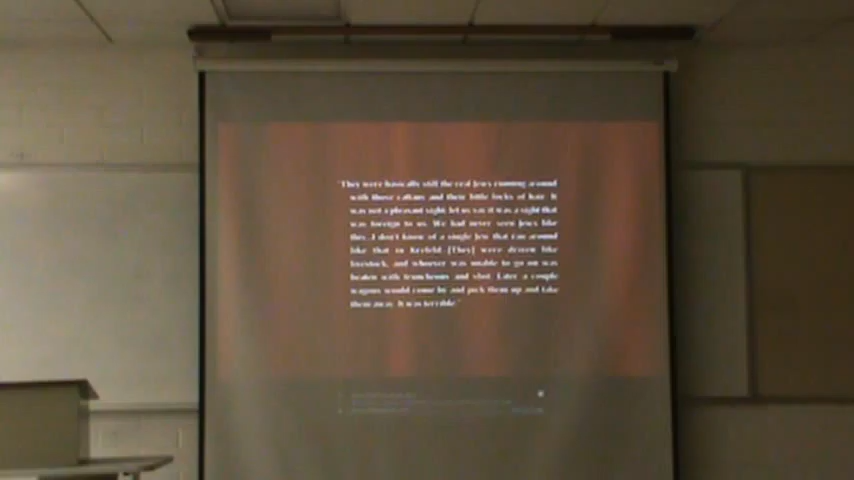 "They were basically still the real Jews running around
with those caftans and their little locks of hair. It
was not a pleasant sight; let us say it was a sight that
was foreign to us. We had never seen Jews like
this. I don't know of a single Jew that ran around
like that in Krefeld. [They] were driven like
livestock, and whoever was unable to go on was
beaten with truncheons and shot. Later a couple
wagons would come by and pick them up and take
them away. It was terrible."